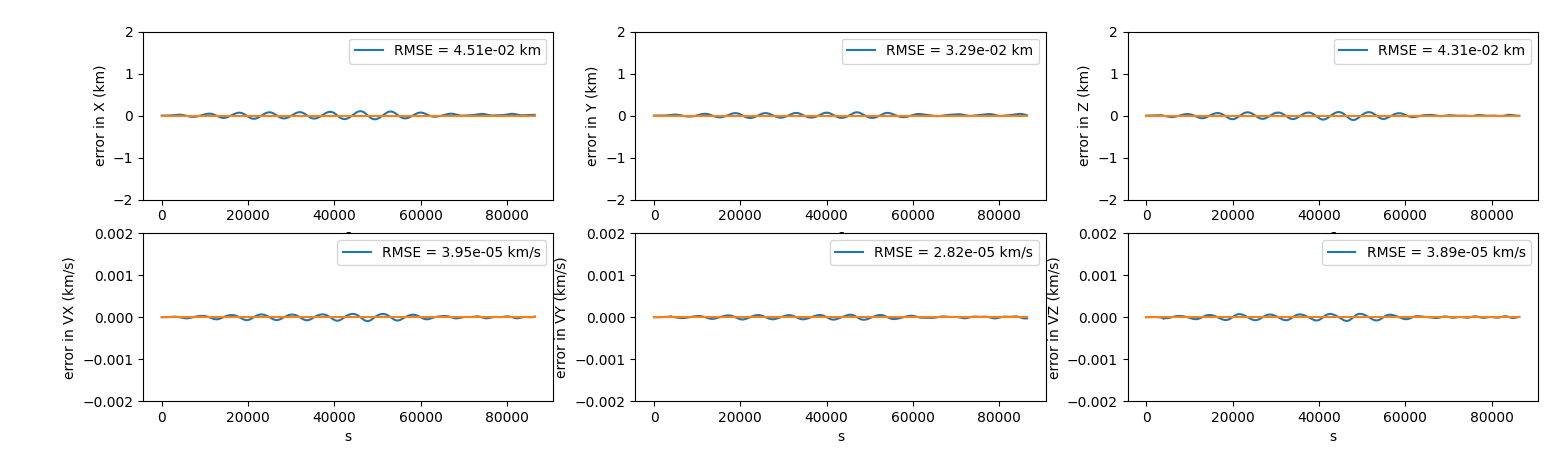 2
1
0
−1
−2
error in X (km)
RMSE = 4.51e-02 km
0 20000 40000 60000 80000
2
1
0
−1
−2
error in Y (km)
RMSE = 3.29e-02 km
0 20000 40000 60000 80000
2
1
0
−1
−2
error in Z (km)
RMSE = 4.31e-02 km
0 20000 40000 60000 80000
0.002
0.001
0.000
−0.001
−0.002
error in VX (km/s)
RMSE = 3.95e-05 km/s
0 20000 40000 60000 80000
s
0.002
0.001
0.000
−0.001
−0.002
error in VY (km/s)
RMSE = 2.82e-05 km/s
0 20000 40000 60000 80000
s
0.002
0.001
0.000
−0.001
−0.002
error in VZ (km/s)
RMSE = 3.89e-05 km/s
0 20000 40000 60000 80000
s